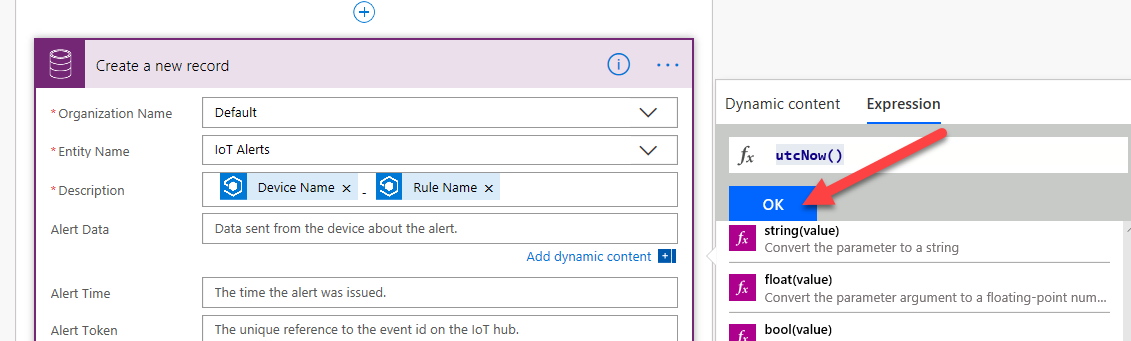 Create a new record
* Organization Name
Default
* Entity Name
IoT Alerts
* Description
Device Name × - Rule Name ×
Alert Data
Data sent from the device about the alert.
Add dynamic content
Alert Time
The time the alert was issued.
Alert Token
The unique reference to the event id on the IoT hub.
Dynamic content
Expression
fx utcNow()
OK
fx string(value)
Convert the parameter to a string
fx float(value)
Convert the parameter argument to a floating-point num...
fx bool(value)